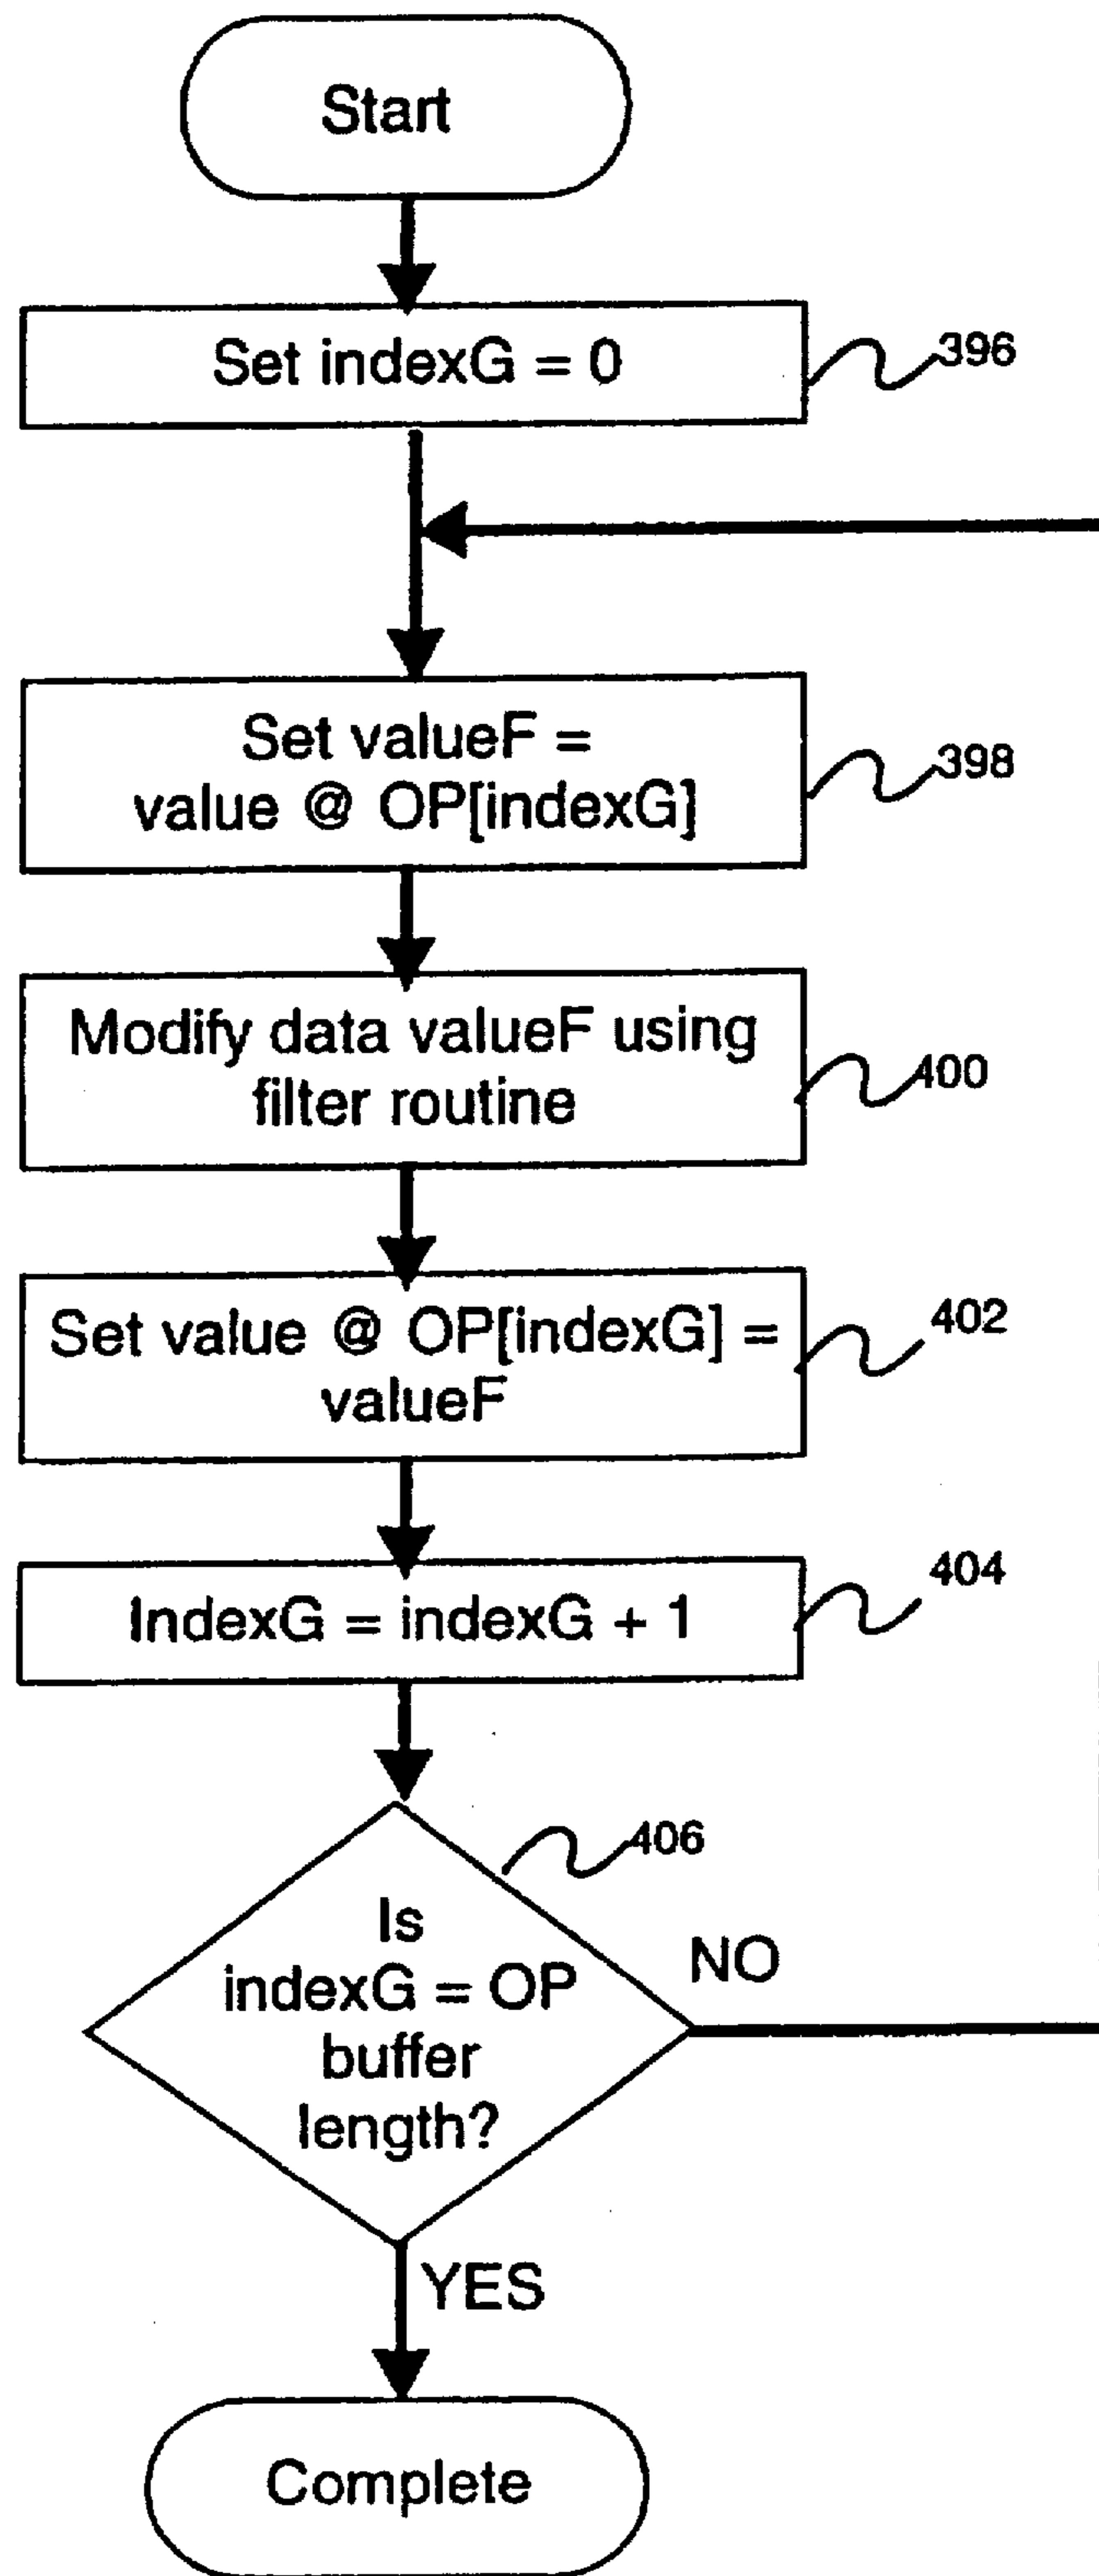 Start
Set indexG = 0
396
Set valueF =
value @ OP[indexG]
398
Modify data valueF using
filter routine
400
Set value @ OP[indexG] =
valueF
402
IndexG = indexG + 1
404
406
Is
indexG = OP
buffer
length?
NO
YES
Complete